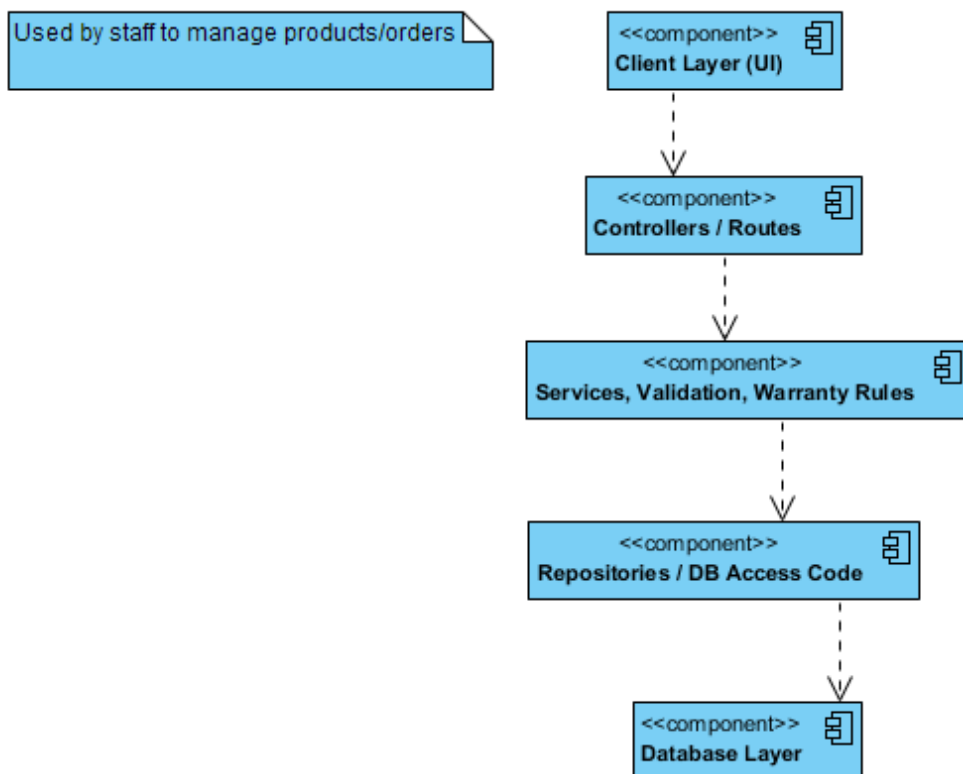 Used by staff to manage products/orders
<<component>>
Client Layer (UI)
<<component>>
Controllers / Routes
<<component>>
Services, Validation, Warranty Rules
<<component>>
Repositories / DB Access Code
<<component>>
Database Layer